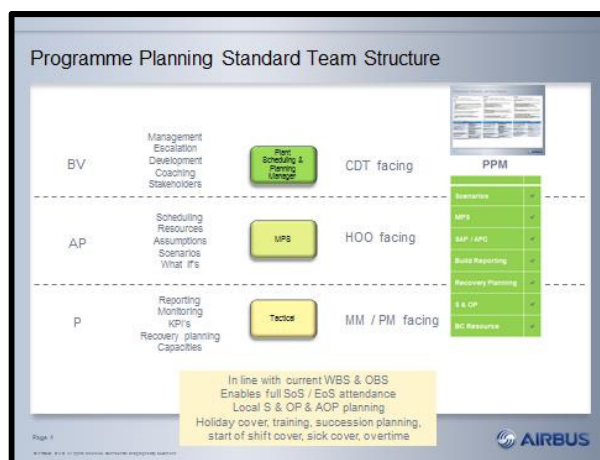 Programme Planning Standard Team Structure
BV
Management
Escalation
Development
Coaching
Stakeholders
Plant
Scheduling &
Planning
Manager
CDT facing
PPM
AP
Scheduling
Resources
Assumptions
Scenarios
What If's
MPS
HOO facing
P
Reporting
Monitoring
KPI's
Recovery planning
Capacities
Tactical
MM / PM facing
Scenarios
MPS
SAP / APC
Build Reporting
Recovery Planning
S & OP
BC Resource
In line with current WBS & OBS
Enables full SoS / EoS attendance
Local S & OP & AOP planning
Holiday cover, training, succession planning,
start of shift cover, sick cover, overtime
Page
AIRBUS